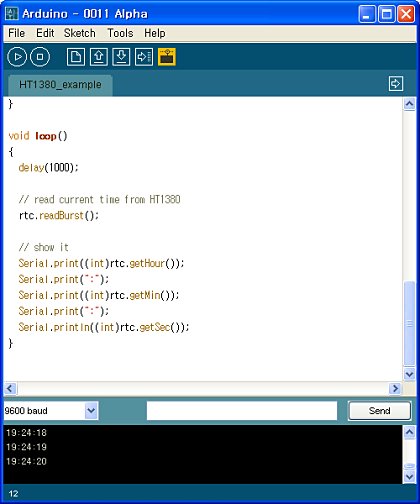 Arduino - 0011 Alpha
File Edit Sketch Tools Help
HT1380_example
}
void loop()
{
  delay(1000);
  // read current time from HT1380
  rtc.readBurst();
  // show it
  Serial.print((int)rtc.getHour());
  Serial.print(":");
  Serial.print((int)rtc.getMin());
  Serial.print(":");
  Serial.println((int)rtc.getSec());
}
9600 baud Send
19:24:18
19:24:19
19:24:20
12